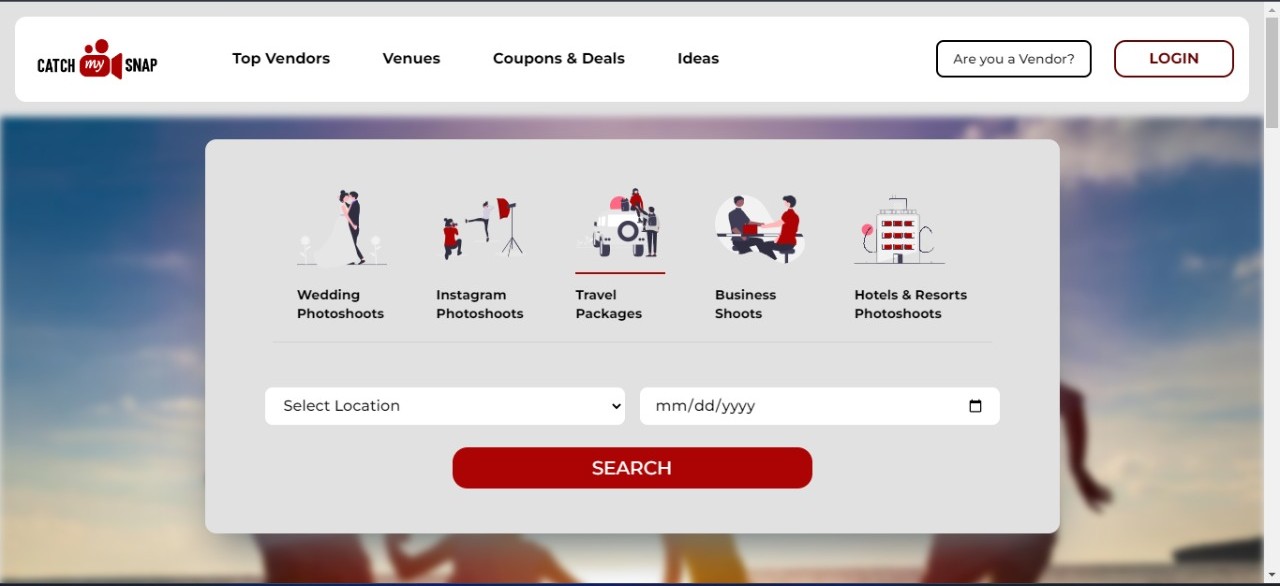 CATCH my SNAP
Top Vendors
Venues
Coupons & Deals
Ideas
Are you a Vendor?
LOGIN
Wedding
Photoshoots
Instagram
Photoshoots
Travel
Packages
Business
Shoots
Hotels & Resorts
Photoshoots
Select Location
mm/dd/yyyy
SEARCH